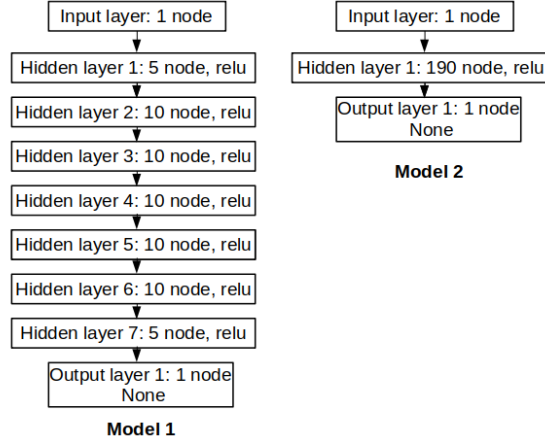 Input layer: 1 node
Hidden layer 1: 5 node, relu
Hidden layer 2: 10 node, relu
Hidden layer 3: 10 node, relu
Hidden layer 4: 10 node, relu
Hidden layer 5: 10 node, relu
Hidden layer 6: 10 node, relu
Hidden layer 7: 5 node, relu
Output layer 1: 1 node
None
Model 1
Input layer: 1 node
Hidden layer 1: 190 node, relu
Output layer 1: 1 node
None
Model 2